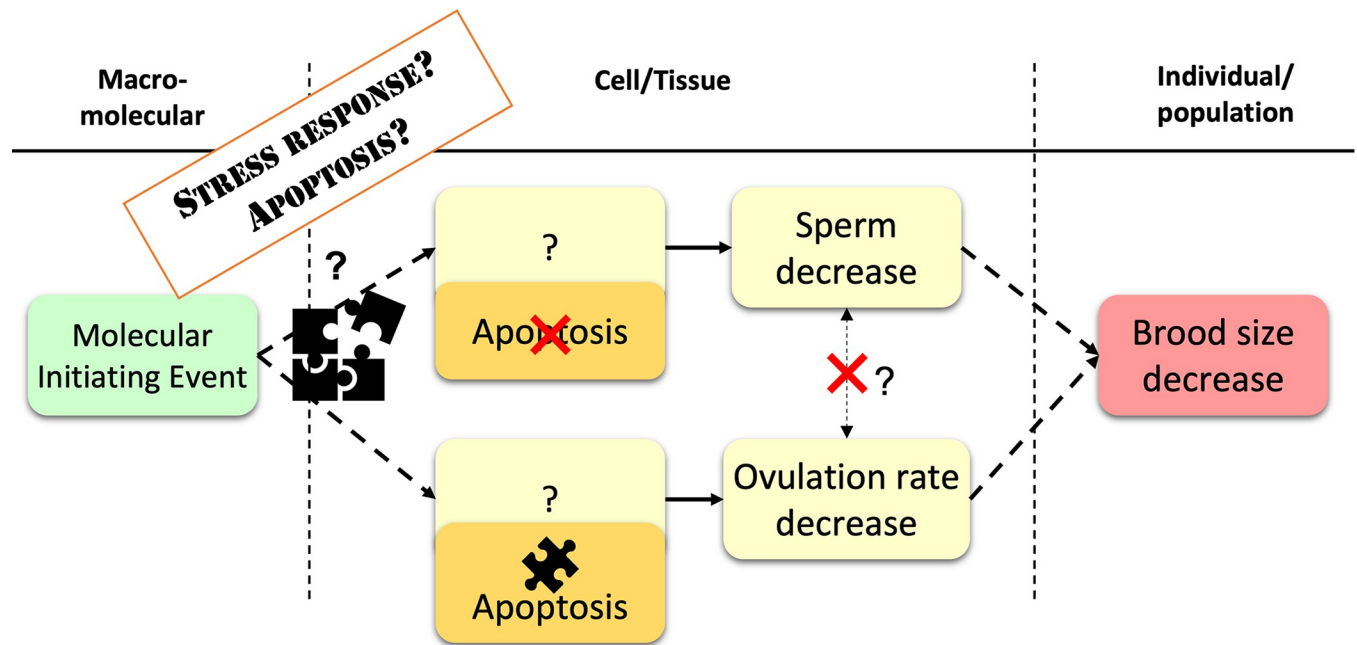 Macro-
molecular
Cell/Tissue
Individual/
population
Stress response?
Apoptosis?
?
?
Apoptosis
Sperm
decrease
Molecular
Initiating Event
?
Brood size
decrease
?
Apoptosis
Ovulation rate
decrease